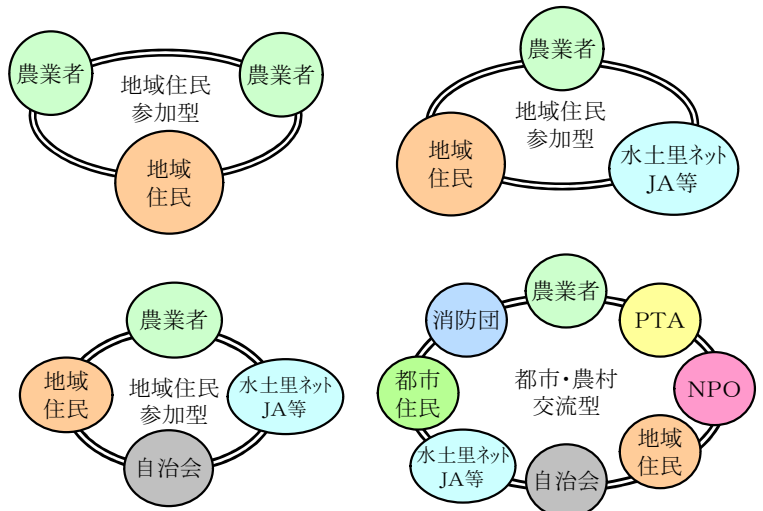 農業者
農業者
地域住民
参加型
地域
住民
農業者
地域住民
参加型
地域
住民
水土里ネット
JA等
農業者
地域
住民
地域住民
参加型
水土里ネット
JA等
自治会
農業者
消防団
PTA
都市
住民
都市・農村
交流型
NPO
地域
住民
水土里ネット
JA等
自治会